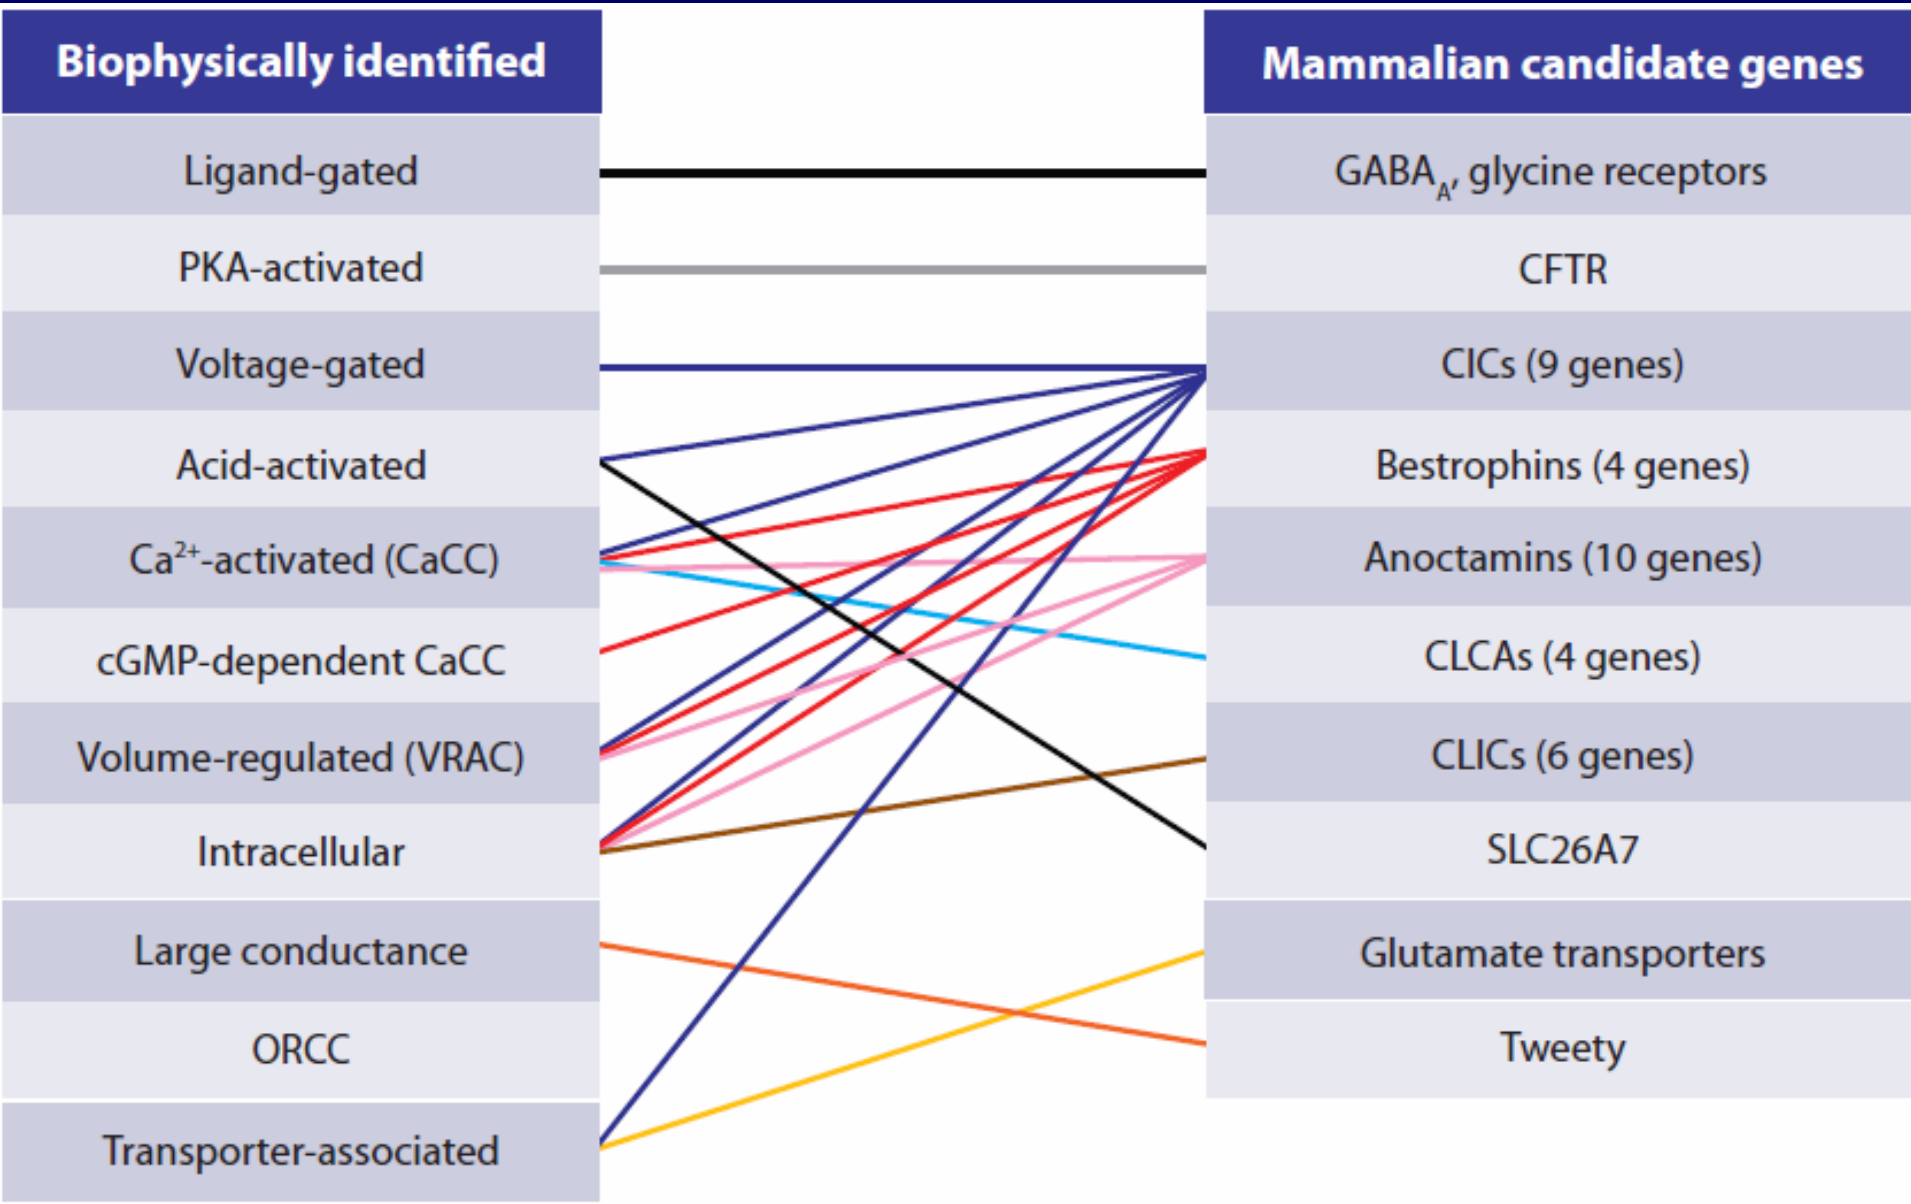 Biophysically identified
Mammalian candidate genes
Ligand-gated
GABA_A, glycine receptors
PKA-activated
CFTR
Voltage-gated
ClCs (9 genes)
Acid-activated
Bestrophins (4 genes)
Ca²⁺-activated (CaCC)
Anoctamins (10 genes)
cGMP-dependent CaCC
CLCAs (4 genes)
Volume-regulated (VRAC)
CLICs (6 genes)
Intracellular
SLC26A7
Large conductance
Glutamate transporters
ORCC
Tweety
Transporter-associated